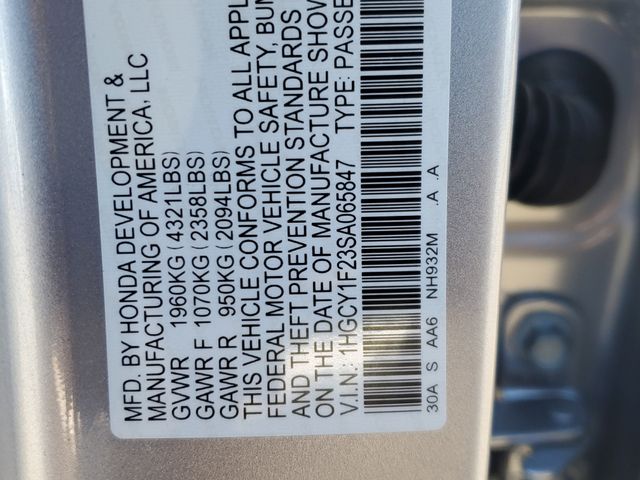 MFD. BY HONDA DEVELOPMENT &
MANUFACTURING OF AMERICA, LLC
GVWR 1960KG (4321LBS)
GAWR F 1070KG (2358LBS)
GAWR R 950KG (2094LBS)
THIS VEHICLE CONFORMS TO ALL APPL
FEDERAL MOTOR VEHICLE SAFETY, BUM
AND THEFT PREVENTION STANDARDS
ON THE DATE OF MANUFACTURE SHOW
V.I.N.: 1HGCY1F23SA065847 TYPE: PASSE
30A S AA6 NH932M .A .A